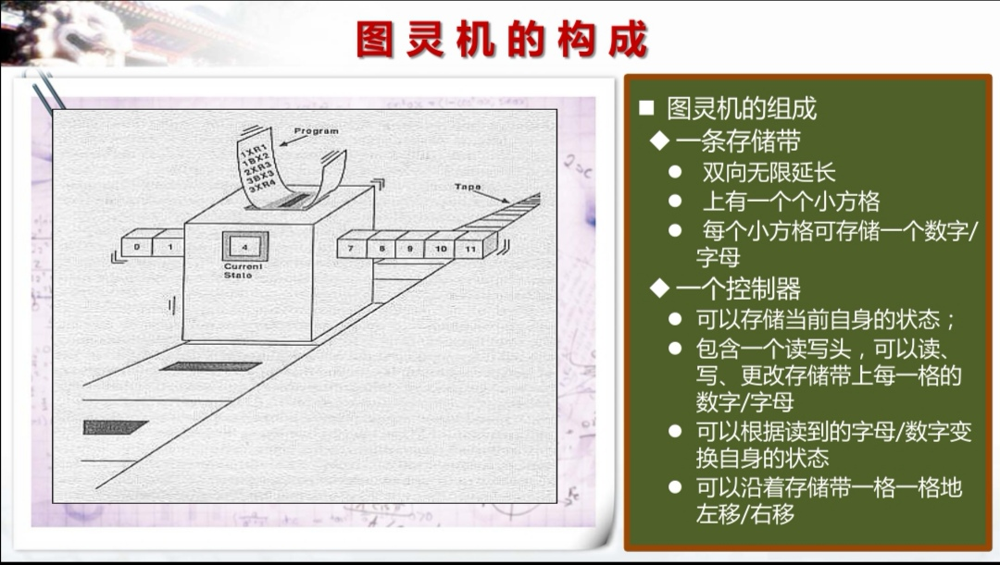 图灵机的构成
Program
1XR1
1BX2
2XR3
3BX3
3XR4
Tape
0 1
4
7 8 9 10 11
Current
State
■ 图灵机的组成
◆ 一条存储带
● 双向无限延长
● 上有一个个小方格
● 每个小方格可存储一个数字/
字母
◆ 一个控制器
● 可以存储当前自身的状态；
● 包含一个读写头，可以读、
写、更改存储带上每一格的
数字/字母
● 可以根据读到的字母/数字变
换自身的状态
● 可以沿着存储带一格一格地
左移/右移